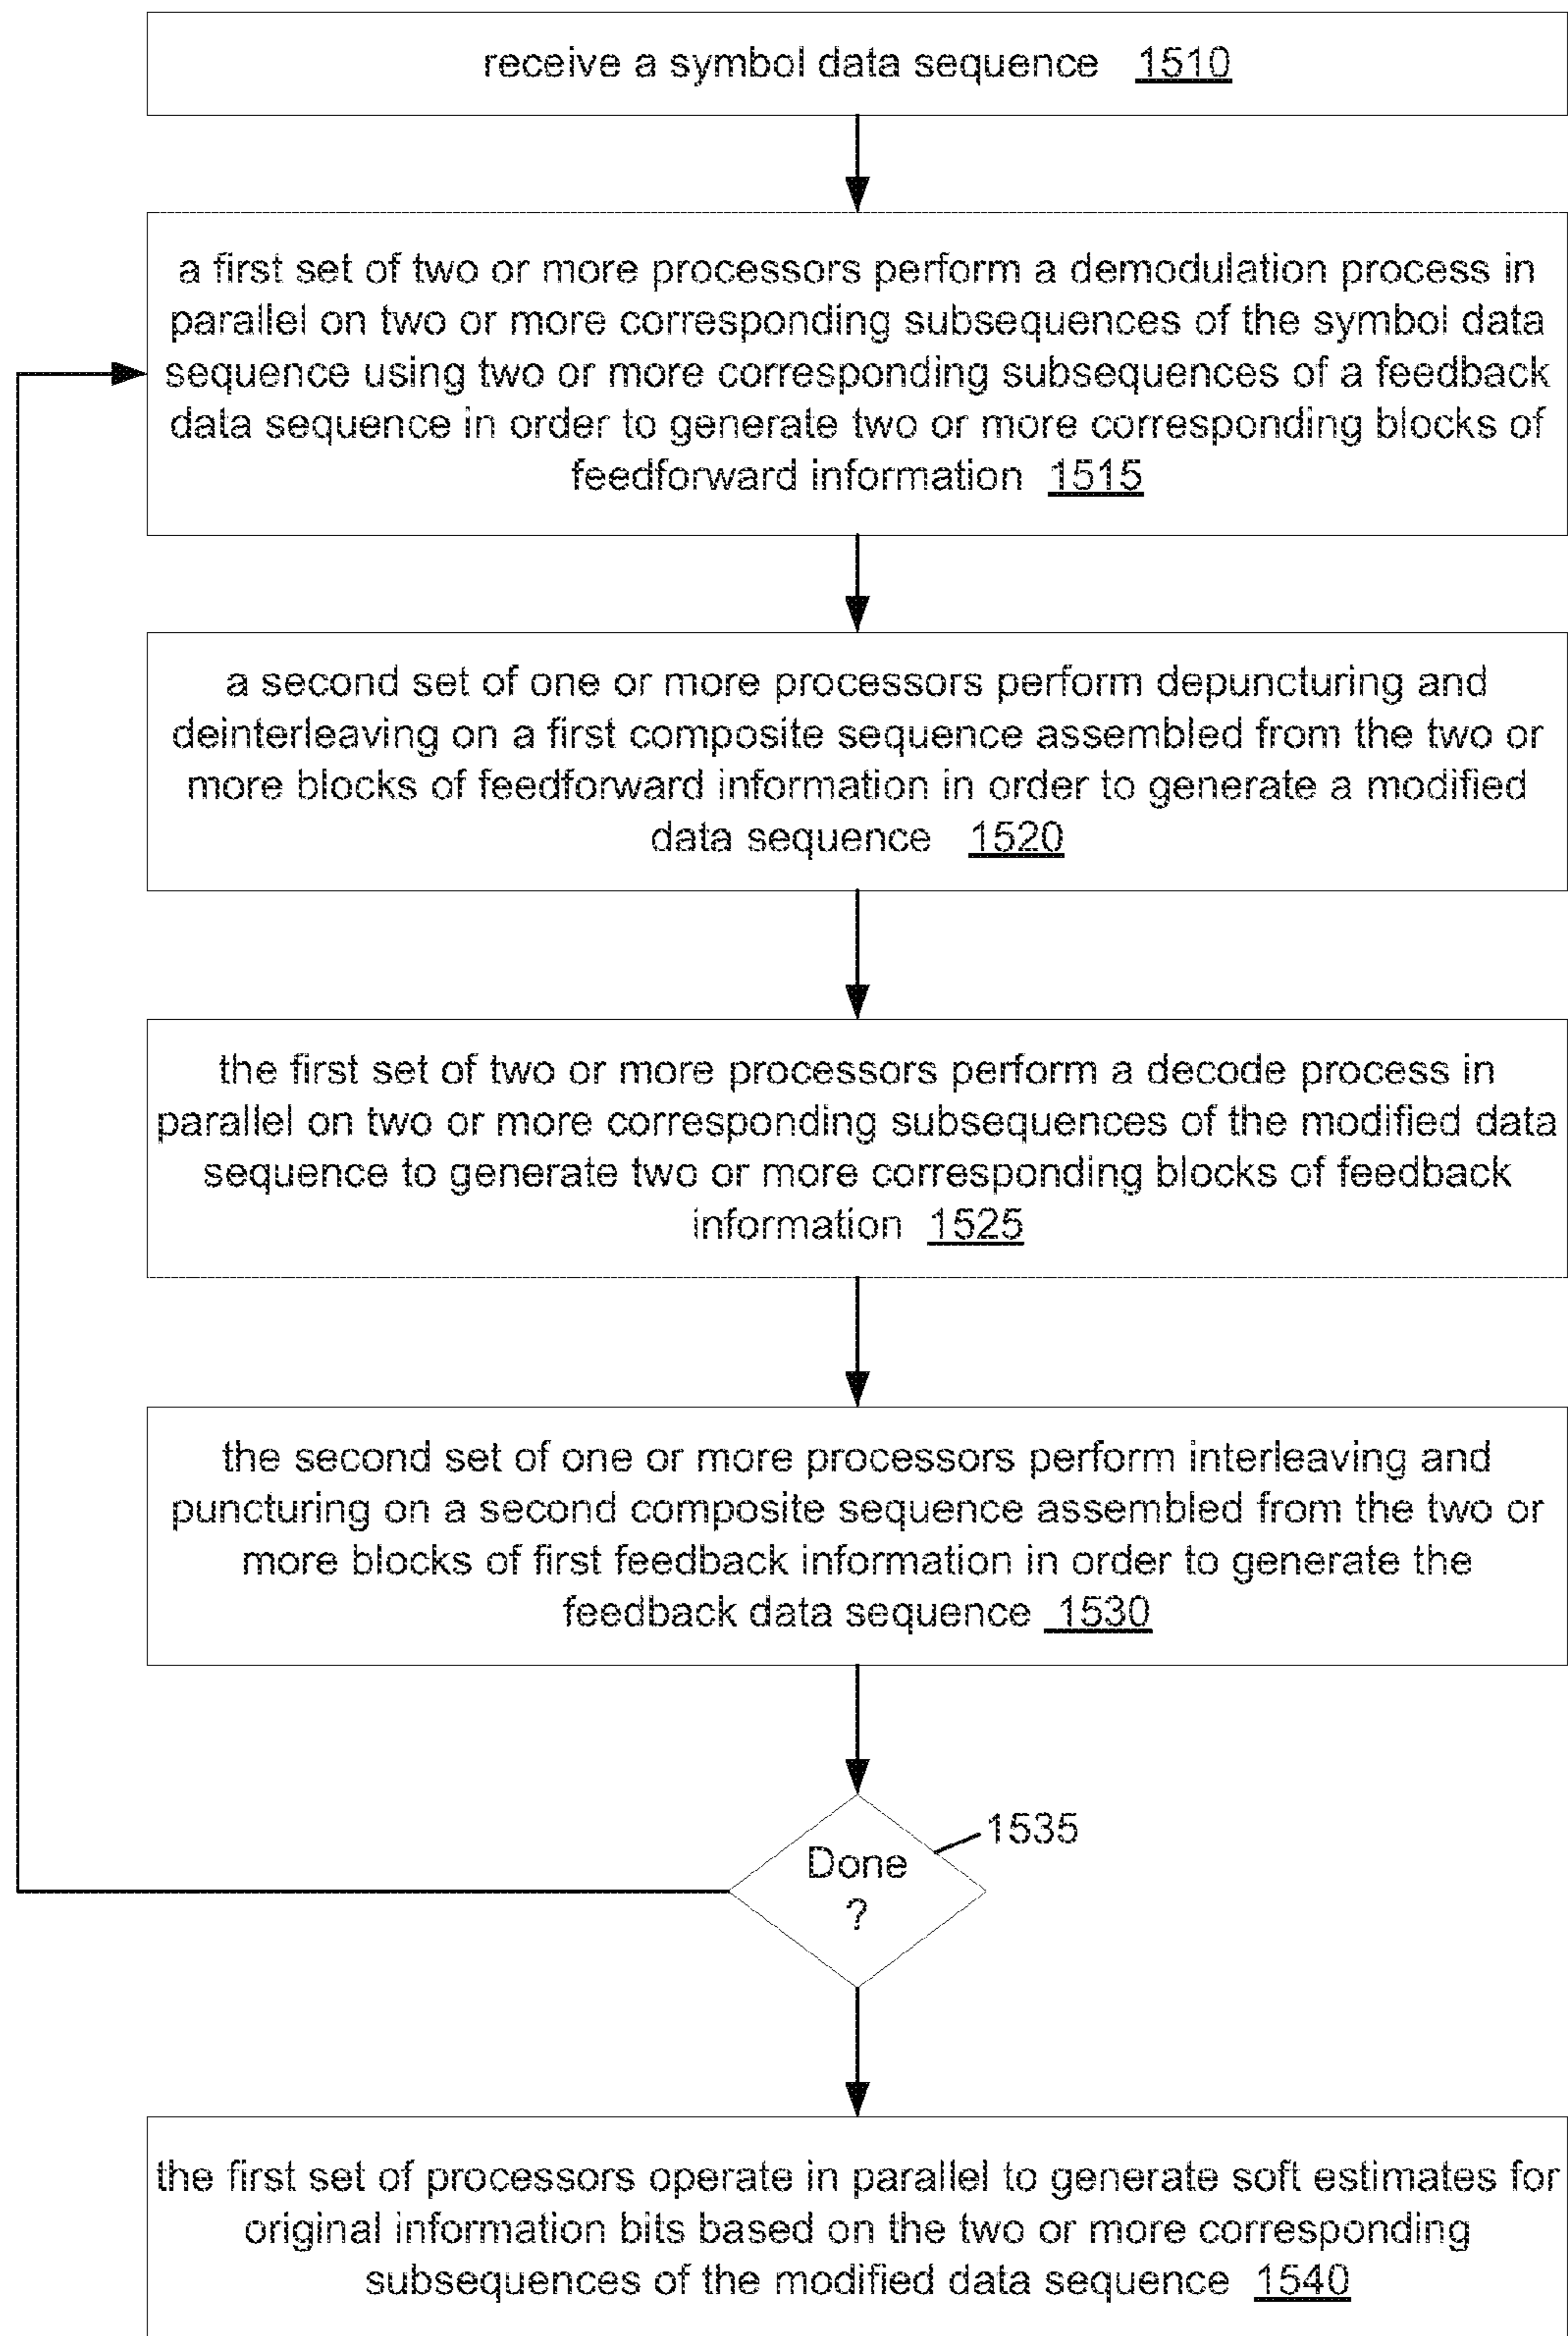 receive a symbol data sequence 1510
a first set of two or more processors perform a demodulation process in
parallel on two or more corresponding subsequences of the symbol data
sequence using two or more corresponding subsequences of a feedback
data sequence in order to generate two or more corresponding blocks of
feedforward information 1515
a second set of one or more processors perform depuncturing and
deinterleaving on a first composite sequence assembled from the two or
more blocks of feedforward information in order to generate a modified
data sequence 1520
the first set of two or more processors perform a decode process in
parallel on two or more corresponding subsequences of the modified data
sequence to generate two or more corresponding blocks of feedback
information 1525
the second set of one or more processors perform interleaving and
puncturing on a second composite sequence assembled from the two or
more blocks of first feedback information in order to generate the
feedback data sequence 1530
1535
Done
?
the first set of processors operate in parallel to generate soft estimates for
original information bits based on the two or more corresponding
subsequences of the modified data sequence 1540